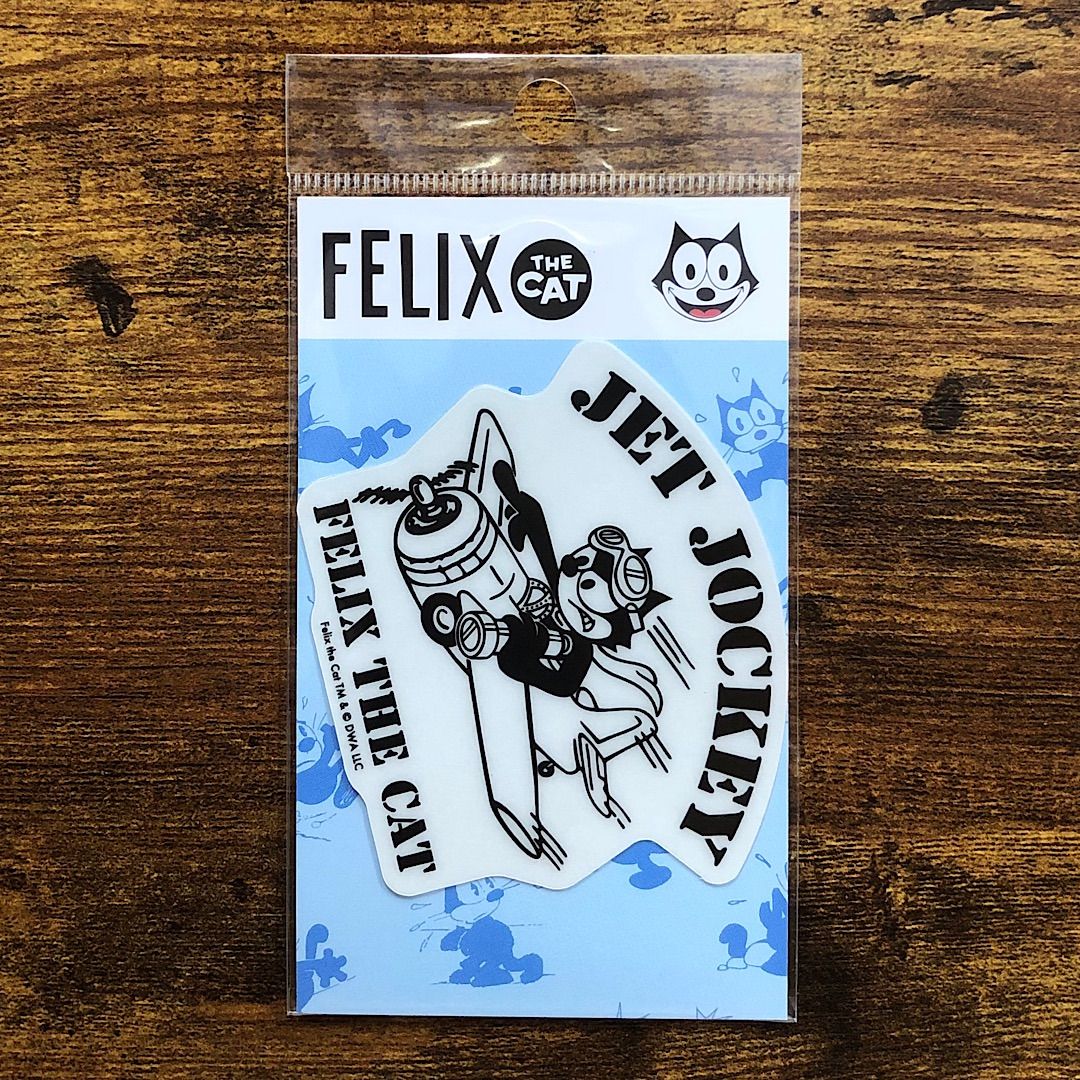 FELIX THE CAT
JET JOCKEY
FELIX THE CAT
Felix the Cat TM & © DWA LLC